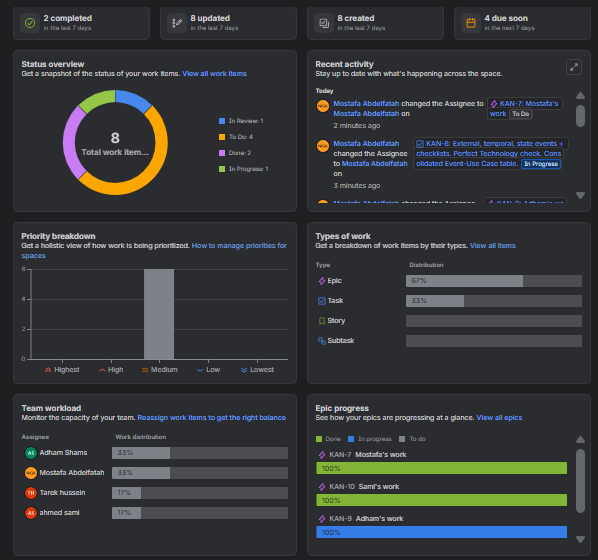 2 completed
in the last 7 days
8 updated
in the last 7 days
8 created
in the last 7 days
4 due soon
in the next 7 days
Status overview
Get a snapshot of the status of your work items. View all work items
8
Total work item...
In Review: 1
To Do: 4
Done: 2
In Progress: 1
Recent activity
Stay up to date with what's happening across the space.
Today
Mostafa Abdelfatah changed the Assignee to KAN-7: Mostafa's
Mostafa Abdelfatah on work To Do
2 minutes ago
Mostafa Abdelfatah KAN-6: External, temporal, state events +
changed the Assignee checklists. Perfect Technology check. Cons
to Mostafa Abdelfatah olidated Event-Use Case table. In Progress
on
3 minutes ago
Priority breakdown
Get a holistic view of how work is being prioritized. How to manage priorities for
spaces
6
4
2
0
Highest
High
Medium
Low
Lowest
Types of work
Get a breakdown of work items by their types. View all items
Type Distribution
Epic 67%
Task 33%
Story
Subtask
Team workload
Monitor the capacity of your team. Reassign work items to get the right balance
Assignee Work distribution
AS Adham Shams 33%
Mostafa Abdelfatah 33%
TH Tarek hussein 17%
AS ahmed sami 17%
Epic progress
See how your epics are progressing at a glance. View all epics
Done In progress To do
KAN-7 Mostafa's work
100%
KAN-10 Sami's work
100%
KAN-9 Adham's work
100%